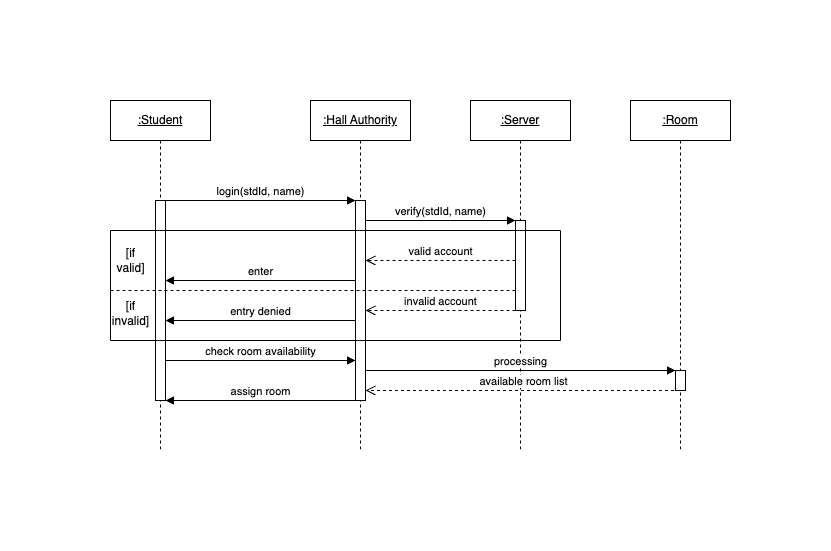 :Student
:Hall Authority
:Server
:Room
login(stdId, name)
verify(stdId, name)
[if
valid]
valid account
enter
[if
invalid]
invalid account
entry denied
check room availability
processing
available room list
assign room